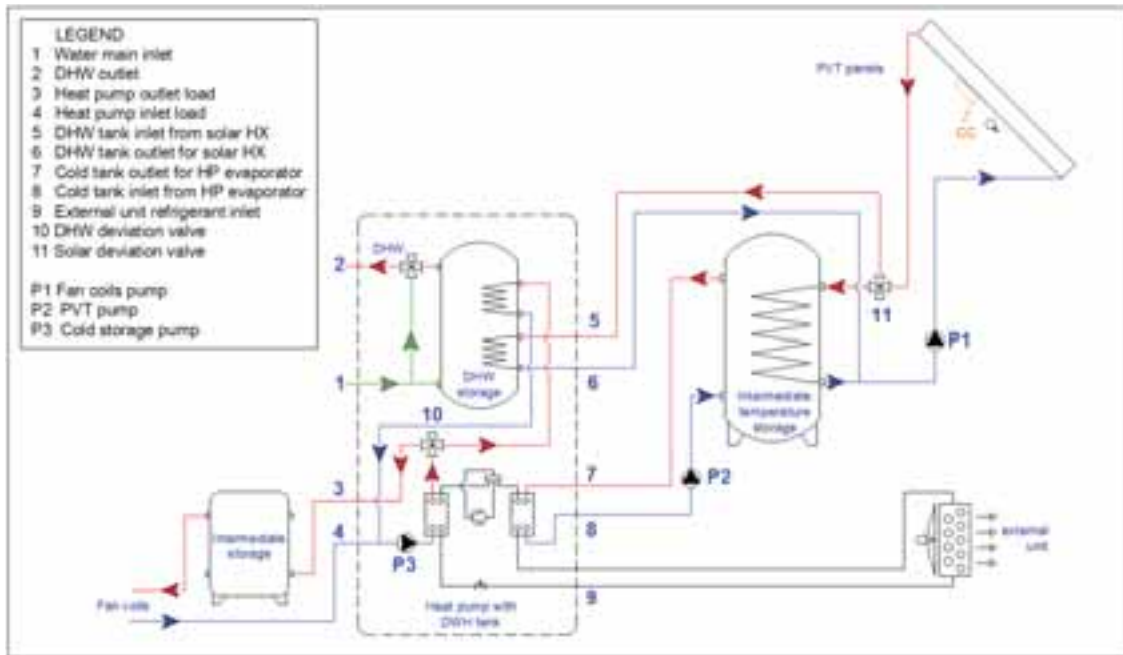 LEGEND
1 Water main inlet
2 DHW outlet
3 Heat pump outlet load
4 Heat pump inlet load
5 DHW tank inlet from solar HX
6 DHW tank outlet for solar HX
7 Cold tank outlet for HP evaporator
8 Cold tank inlet from HP evaporator
9 External unit refrigerant inlet
10 DHW deviation valve
11 Solar deviation valve
P1 Fan coils pump
P2 PVT pump
P3 Cold storage pump
PVT panels
CC
2
DHW
5
11
P1
1
DHW
storage
6
Intermediate
temperature
storage
10
P2
7
3
Intermediate
storage
4
8
P3
external
unit
Fan coils
Heat pump with
DWH tank
9